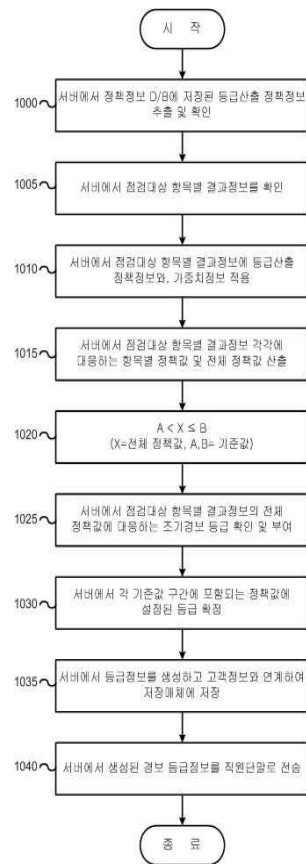 시 작
1000
서버에서 정책정보 D/B에 저장된 등급산출 정책정보
추출 및 확인
1005
서버에서 점검대상 항목별 결과정보를 확인
1010
서버에서 점검대상 항목별 결과정보에 등급산출
정책정보와, 가중치정보 적용
1015
서버에서 점검대상 항목별 결과정보 각각에
대응하는 항목별 정책값 및 전체 정책값 산출
1020
A < X ≤ B
(X=전체 정책값, A,B= 기준값)
1025
서버에서 점검대상 항목별 결과정보의 전체
정책값에 대응하는 조기경보 등급 확인 및 부여
1030
서버에서 각 기준값 구간에 포함되는 정책값에
설정된 등급 확정
1035
서버에서 등급정보를 생성하고 고객정보와 연계하여
저장매체에 저장
1040
서버에서 생성된 경보 등급정보를 직원단말로 전송
종 료